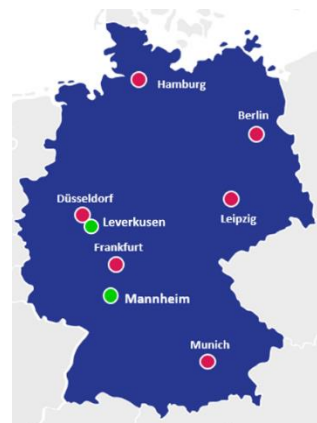 Hamburg
Berlin
Düsseldorf
Leipzig
Leverkusen
Frankfurt
Mannheim
Munich